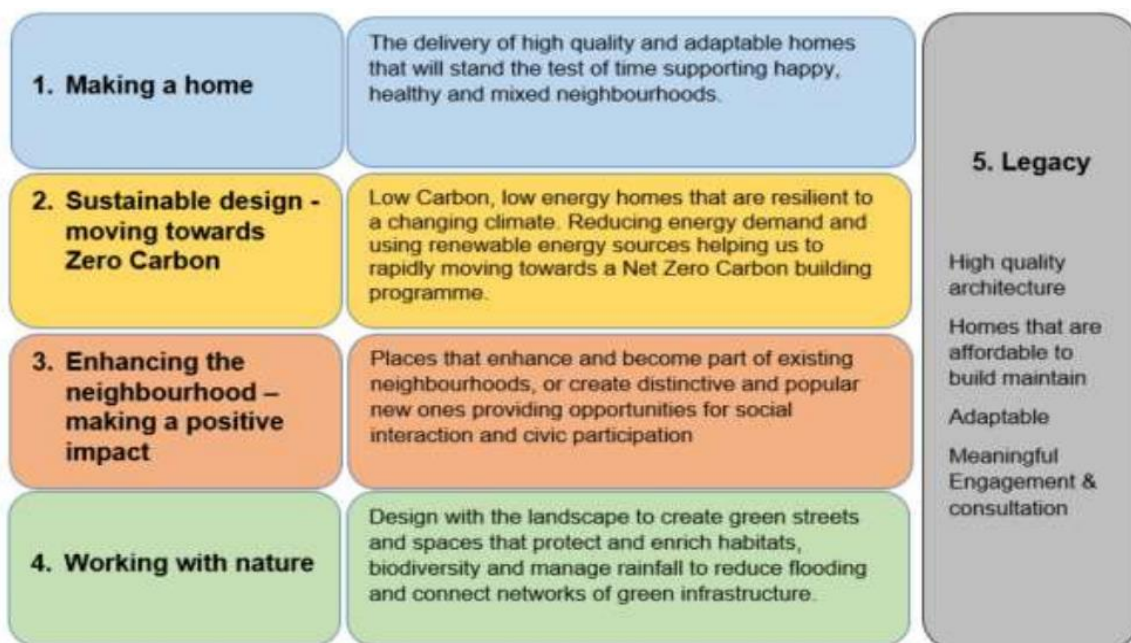 1. Making a home
The delivery of high quality and adaptable homes
that will stand the test of time supporting happy,
healthy and mixed neighbourhoods.
2. Sustainable design -
moving towards
Zero Carbon
Low Carbon, low energy homes that are resilient to
a changing climate. Reducing energy demand and
using renewable energy sources helping us to
rapidly moving towards a Net Zero Carbon building
programme.
3. Enhancing the
neighbourhood –
making a positive
impact
Places that enhance and become part of existing
neighbourhoods, or create distinctive and popular
new ones providing opportunities for social
interaction and civic participation
4. Working with nature
Design with the landscape to create green streets
and spaces that protect and enrich habitats,
biodiversity and manage rainfall to reduce flooding
and connect networks of green infrastructure.
5. Legacy
High quality
architecture
Homes that are
affordable to
build maintain
Adaptable
Meaningful
Engagement &
consultation